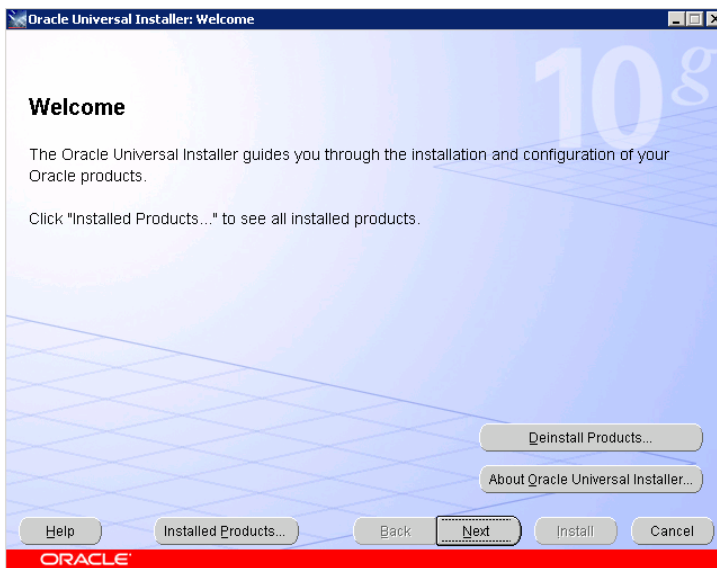 Oracle Universal Installer: Welcome
10g
Welcome
The Oracle Universal Installer guides you through the installation and configuration of your
Oracle products.
Click "Installed Products..." to see all installed products.
Deinstall Products...
About Oracle Universal Installer...
Help
Installed Products...
Back
Next
Install
Cancel
ORACLE